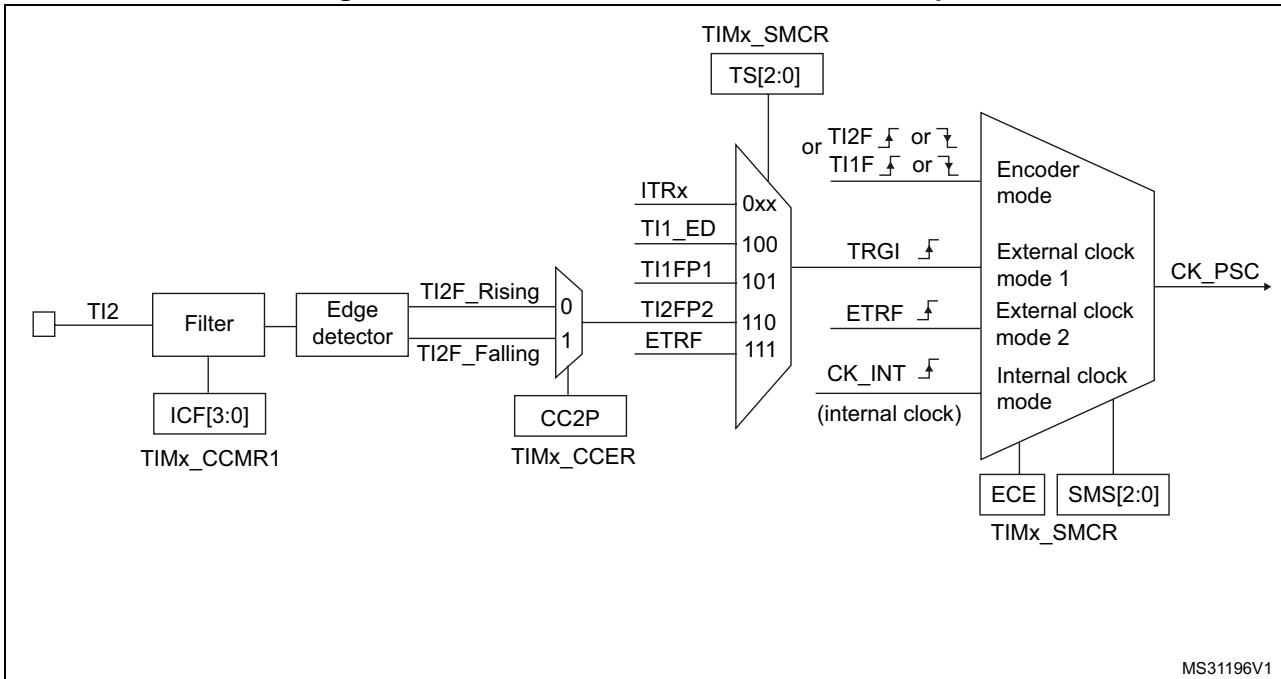 TIMx_SMCR
TS[2:0]
or TI2F or
TI1F or
Encoder
mode
ITRx
0xx
TI1_ED
100
TRGI
External clock
mode 1
CK_PSC
TI1FP1
101
TI2F_Rising
0
TI2
Filter
Edge
detector
TI2FP2
110
ETRF
External clock
mode 2
TI2F_Falling
1
ETRF
111
CK_INT
(internal clock)
Internal clock
mode
ICF[3:0]
TIMx_CCMR1
CC2P
TIMx_CCER
ECE
SMS[2:0]
TIMx_SMCR
MS31196V1